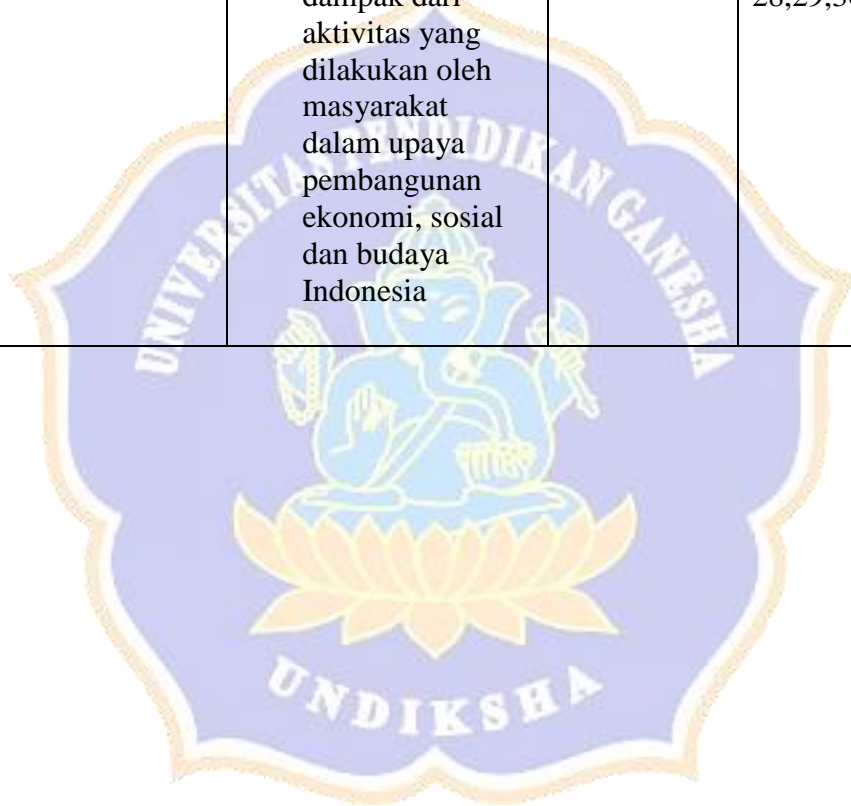 aktivitas yang
dilakukan oleh
masyarakat
dalam upaya
pembangunan
ekonomi, sosial
dan budaya
Indonesia
UNIVERSITAS PENDIDIKAN GANESHA
UNDIKSHA